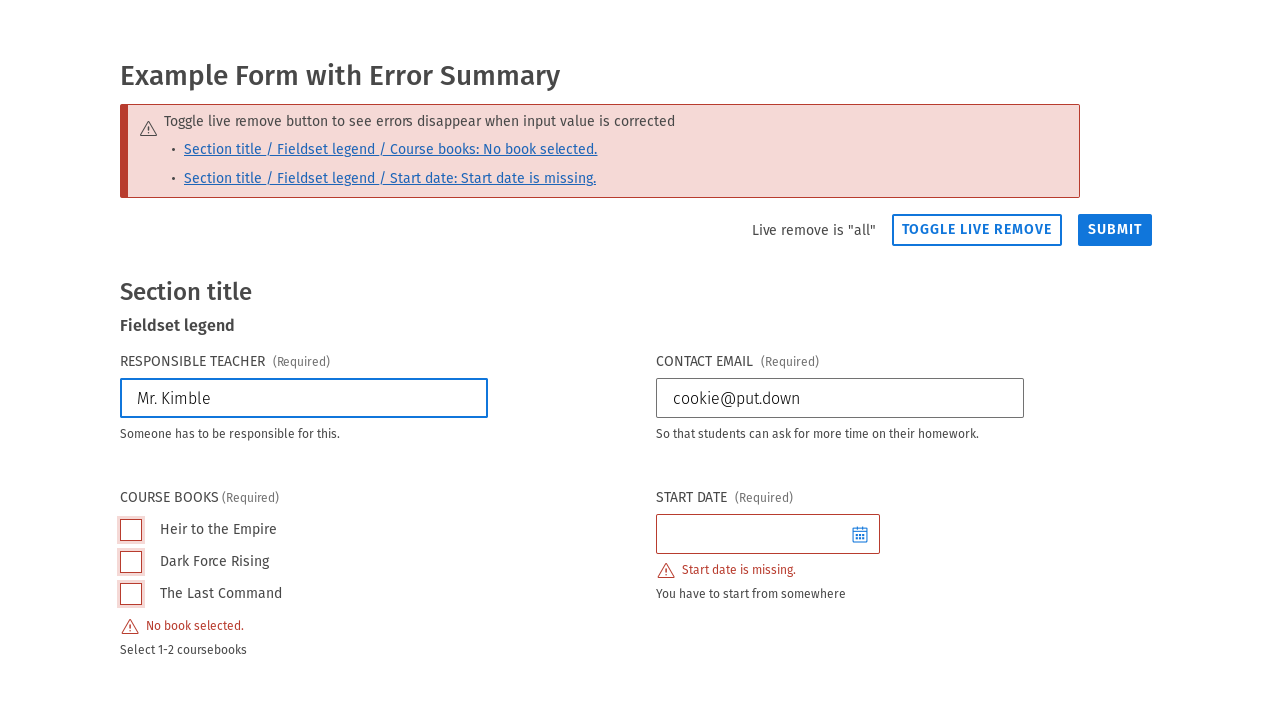 Example Form with Error Summary
Toggle live remove button to see errors disappear when input value is corrected
• Section title / Fieldset legend / Course books: No book selected.
• Section title / Fieldset legend / Start date: Start date is missing.
Live remove is "all" TOGGLE LIVE REMOVE SUBMIT
Section title
Fieldset legend
RESPONSIBLE TEACHER (Required)
Mr. Kimble
Someone has to be responsible for this.
CONTACT EMAIL (Required)
cookie@put.down
So that students can ask for more time on their homework.
COURSE BOOKS (Required)
Heir to the Empire
Dark Force Rising
The Last Command
No book selected.
Select 1-2 coursebooks
START DATE (Required)
Start date is missing.
You have to start from somewhere